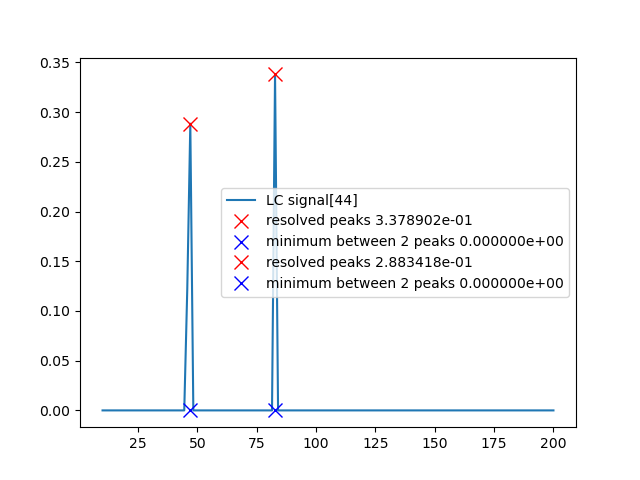 0.35
0.30
0.25
0.20
0.15
0.10
0.05
0.00
LC signal[44]
resolved peaks 3.378902e-01
minimum between 2 peaks 0.000000e+00
resolved peaks 2.883418e-01
minimum between 2 peaks 0.000000e+00
25 50 75 100 125 150 175 200